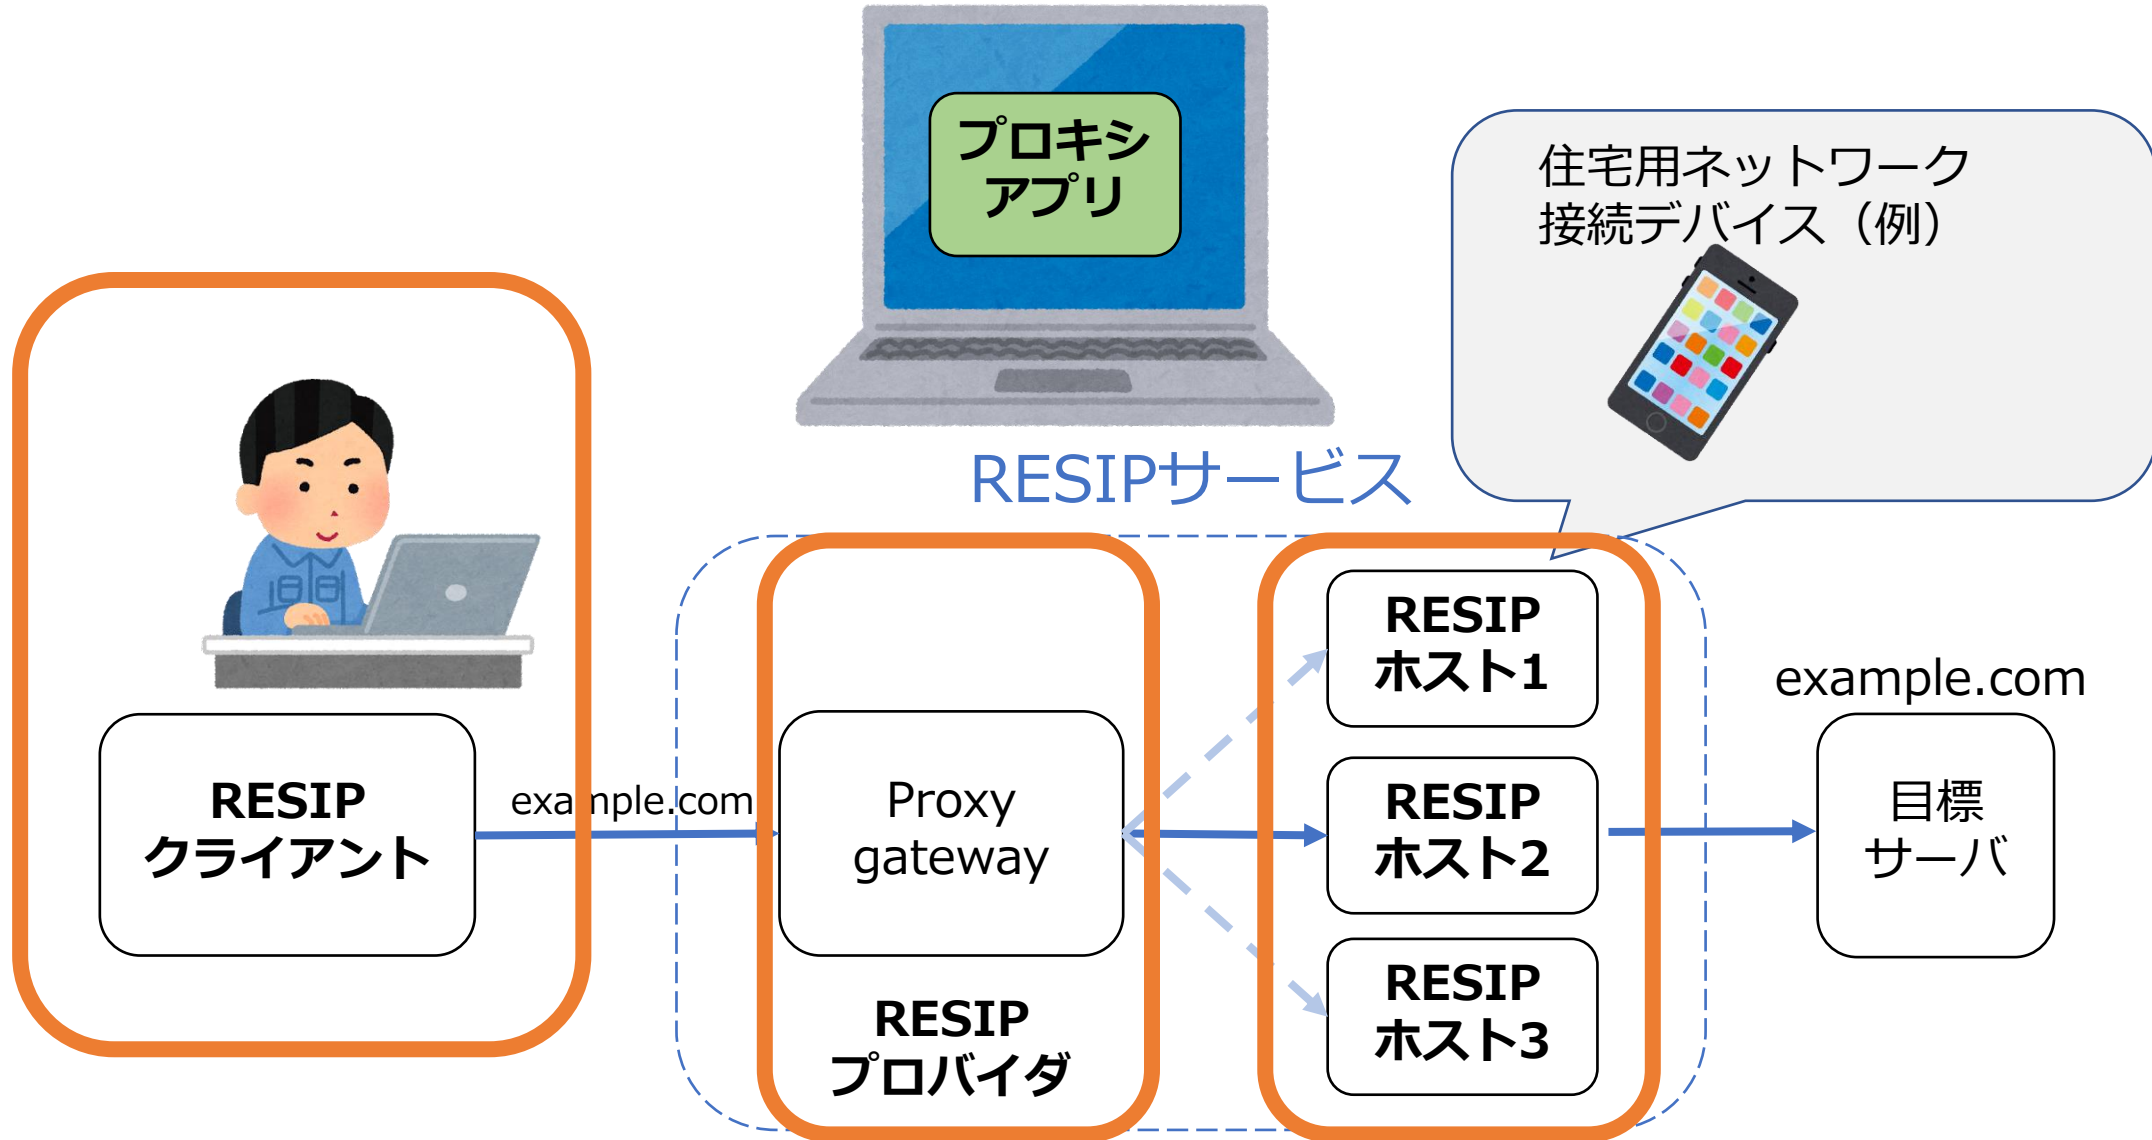 プロキシ
アプリ
住宅用ネットワーク
接続デバイス（例）
RESIPサービス
RESIP
クライアント
example.com
Proxy
gateway
RESIP
プロバイダ
RESIP
ホスト1
RESIP
ホスト2
RESIP
ホスト3
example.com
目標
サーバ